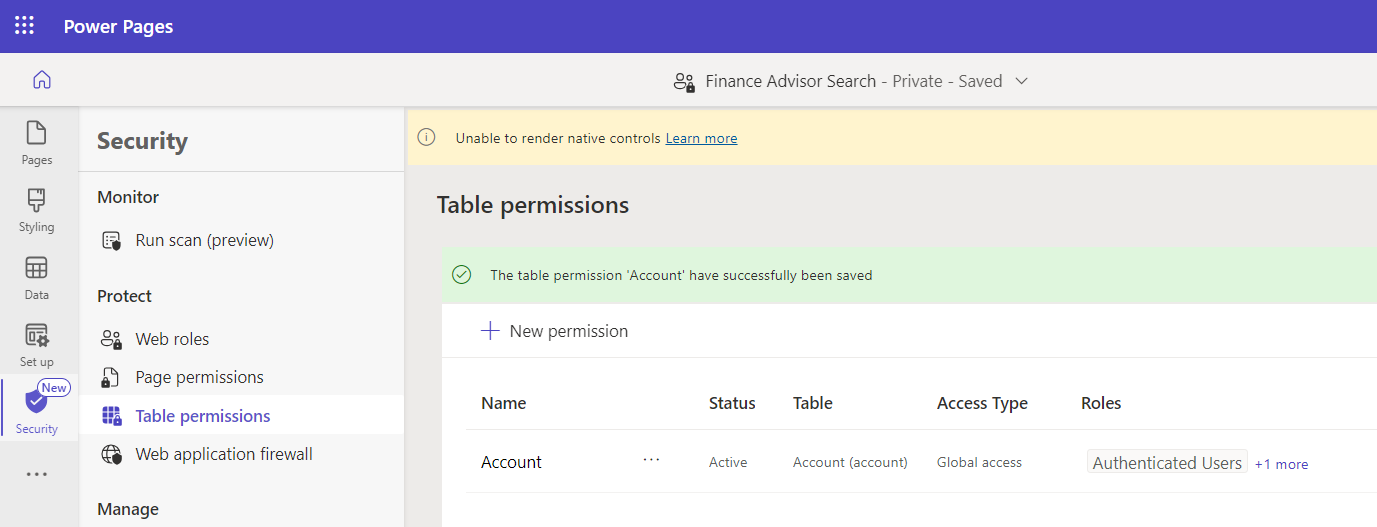 Power Pages
Finance Advisor Search - Private - Saved
Pages
Styling
Data
Set up
New
Security
Security
Monitor
Run scan (preview)
Protect
Web roles
Page permissions
Table permissions
Web application firewall
Manage
Unable to render native controls Learn more
Table permissions
The table permission 'Account' have successfully been saved
New permission
Name Status Table Access Type Roles
Account ... Active Account (account) Global access Authenticated Users +1 more